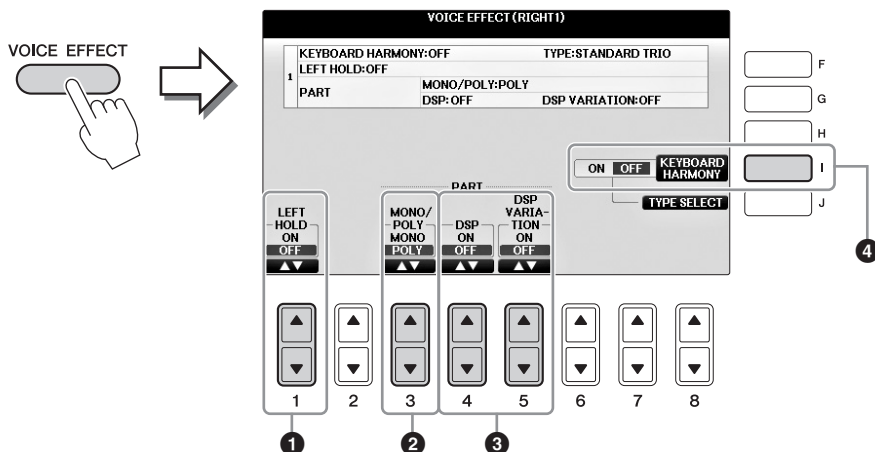 VOICE EFFECT
VOICE EFFECT (RIGHT1)
1
KEYBOARD HARMONY:OFF TYPE:STANDARD TRIO
LEFT HOLD:OFF
PART
MONO/POLY:POLY
DSP:OFF DSP VARIATION:OFF
F
G
H
I
J
ON OFF KEYBOARD HARMONY
TYPE SELECT
4
PART
LEFT HOLD
ON
OFF
▲▼
MONO/
POLY
MONO
POLY
▲▼
DSP
ON
OFF
▲▼
DSP
VARIA-
TION
ON
OFF
▲▼
1 2 3 4 5 6 7 8
1 2 3